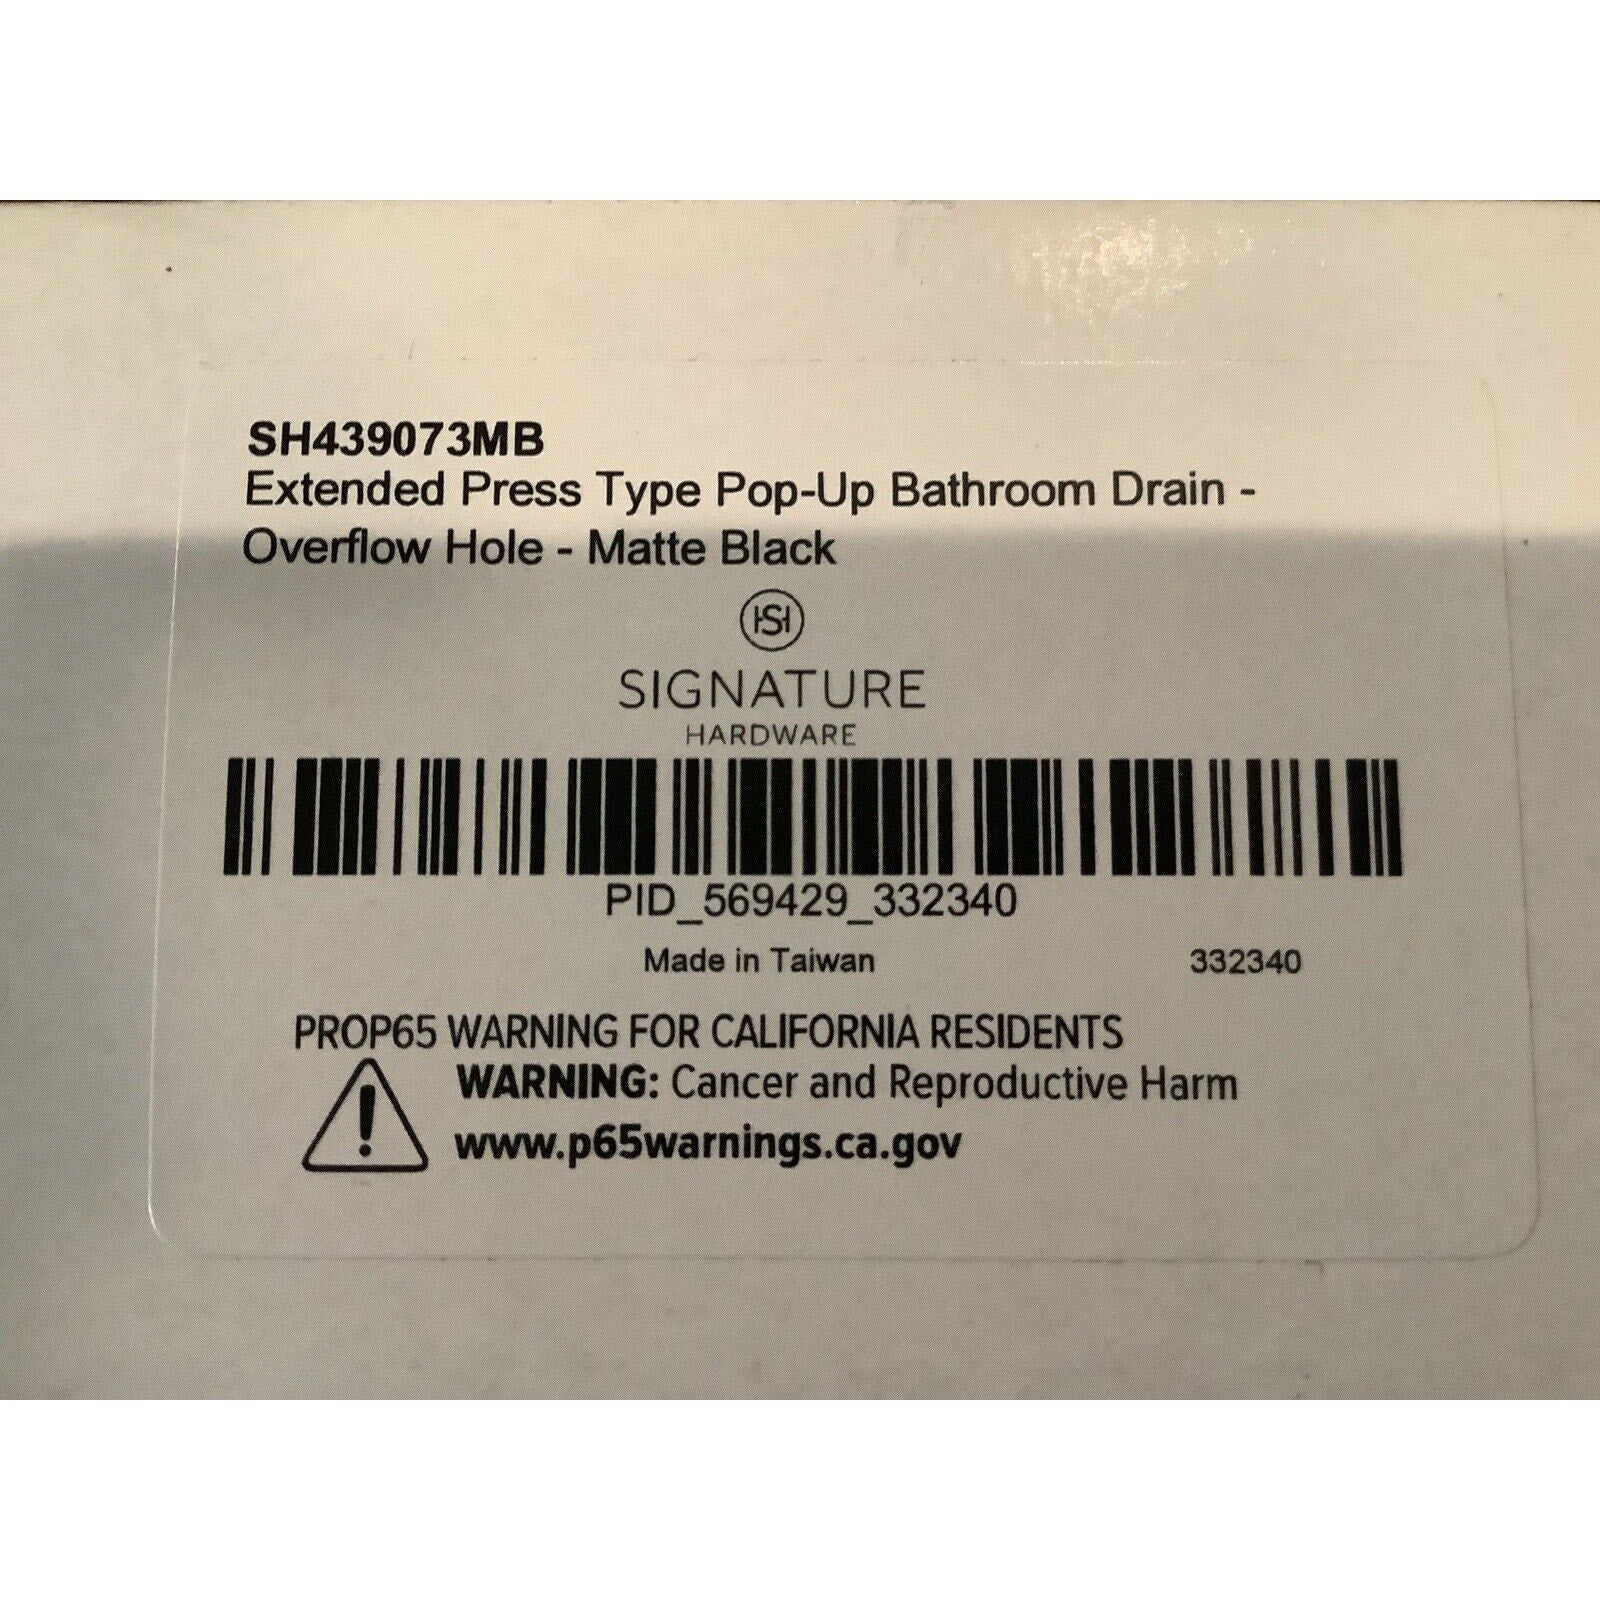 SH439073MB
Extended Press Type Pop-Up Bathroom Drain -
Overflow Hole - Matte Black
HSH
SIGNATURE
HARDWARE
PID_569429_332340
Made in Taiwan 332340
PROP65 WARNING FOR CALIFORNIA RESIDENTS
WARNING: Cancer and Reproductive Harm
www.p65warnings.ca.gov